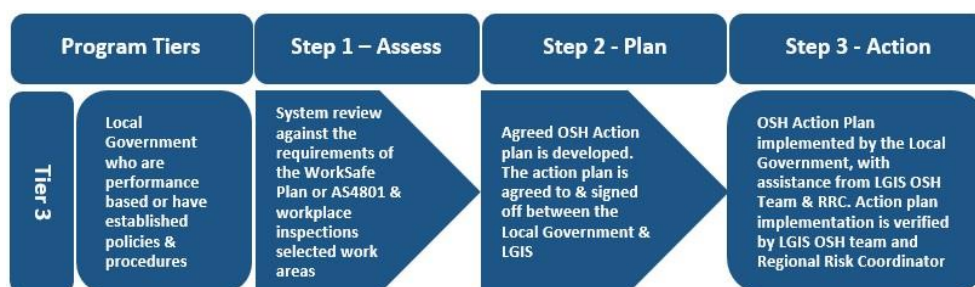 Program Tiers
Step 1 – Assess
Step 2 - Plan
Step 3 - Action
Tier 3
Local
Government
who are
performance
based or have
established
policies &
procedures
System review
against the
requirements of
the WorkSafe
Plan or AS4801 &
workplace
inspections
selected work
areas
Agreed OSH Action
plan is developed.
The action plan is
agreed to & signed
off between the
Local Government &
LGIS
OSH Action Plan
implemented by the Local
Government, with
assistance from LGIS OSH
Team & RRC. Action plan
implementation is verified
by LGIS OSH team and
Regional Risk Coordinator